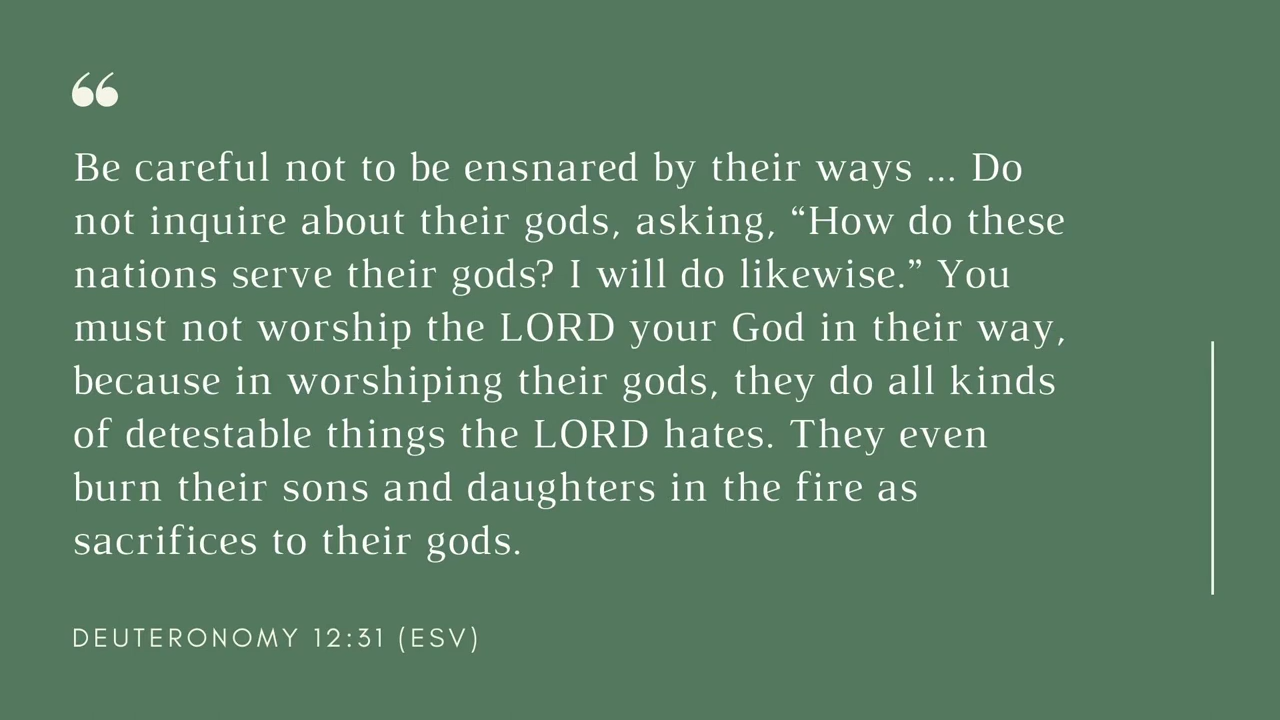 “
Be careful not to be ensnared by their ways ... Do
not inquire about their gods, asking, “How do these
nations serve their gods? I will do likewise.” You
must not worship the LORD your God in their way,
because in worshiping their gods, they do all kinds
of detestable things the LORD hates. They even
burn their sons and daughters in the fire as
sacrifices to their gods.
DEUTERONOMY 12:31 (ESV)